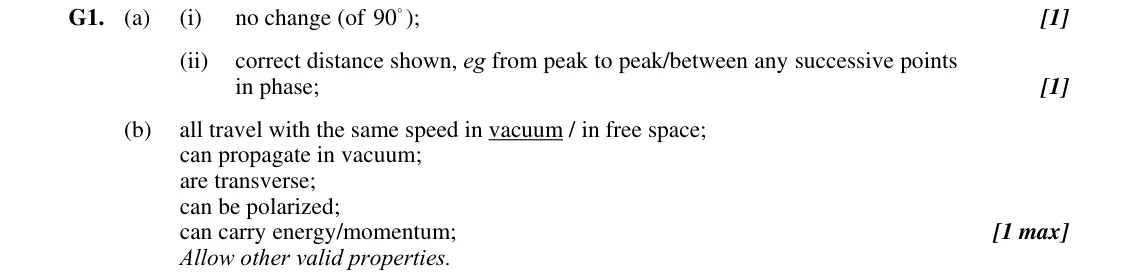 G1. (a) (i) no change (of 90°); [1]
(ii) correct distance shown, eg from peak to peak/between any successive points
in phase; [1]
(b) all travel with the same speed in vacuum / in free space;
can propagate in vacuum;
are transverse;
can be polarized;
can carry energy/momentum; [1 max]
Allow other valid properties.